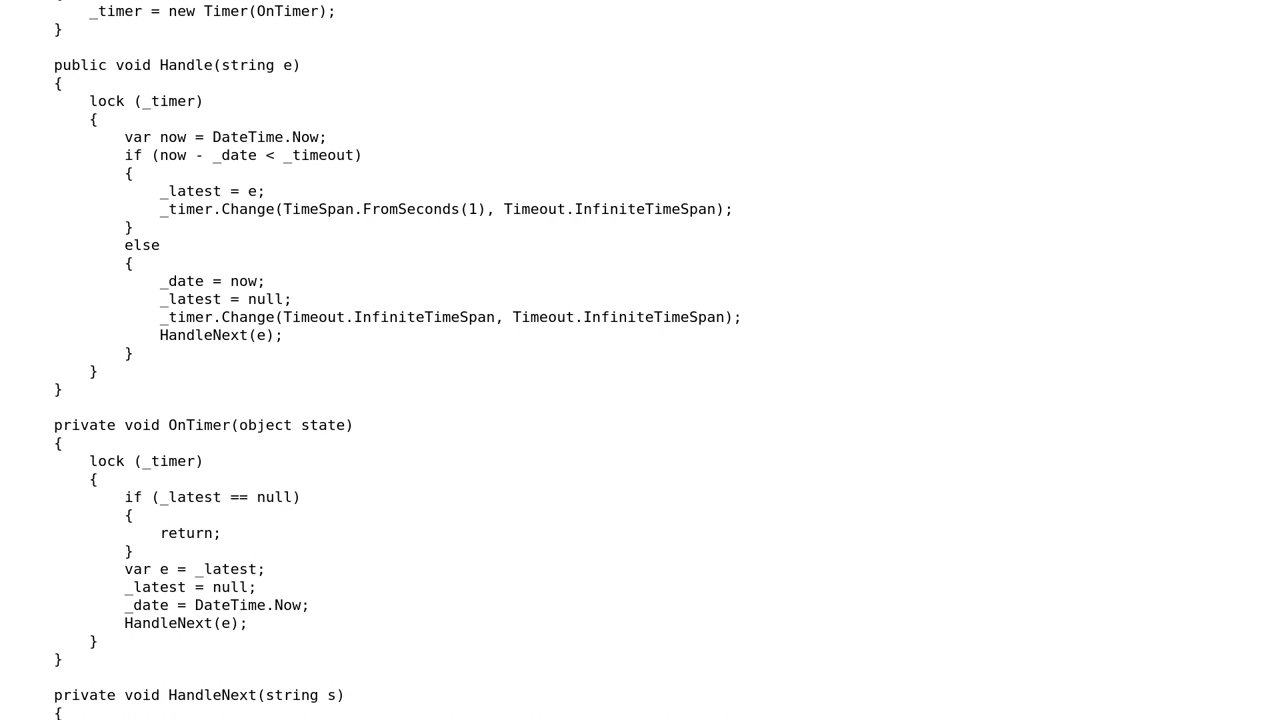 _timer = new Timer(OnTimer);
}
public void Handle(string e)
{
lock (_timer)
{
var now = DateTime.Now;
if (now - _date < _timeout)
{
_latest = e;
_timer.Change(TimeSpan.FromSeconds(1), Timeout.InfiniteTimeSpan);
}
else
{
_date = now;
_latest = null;
_timer.Change(Timeout.InfiniteTimeSpan, Timeout.InfiniteTimeSpan);
HandleNext(e);
}
}
}
private void OnTimer(object state)
{
lock (_timer)
{
if (_latest == null)
{
return;
}
var e = _latest;
_latest = null;
_date = DateTime.Now;
HandleNext(e);
}
}
private void HandleNext(string s)
{